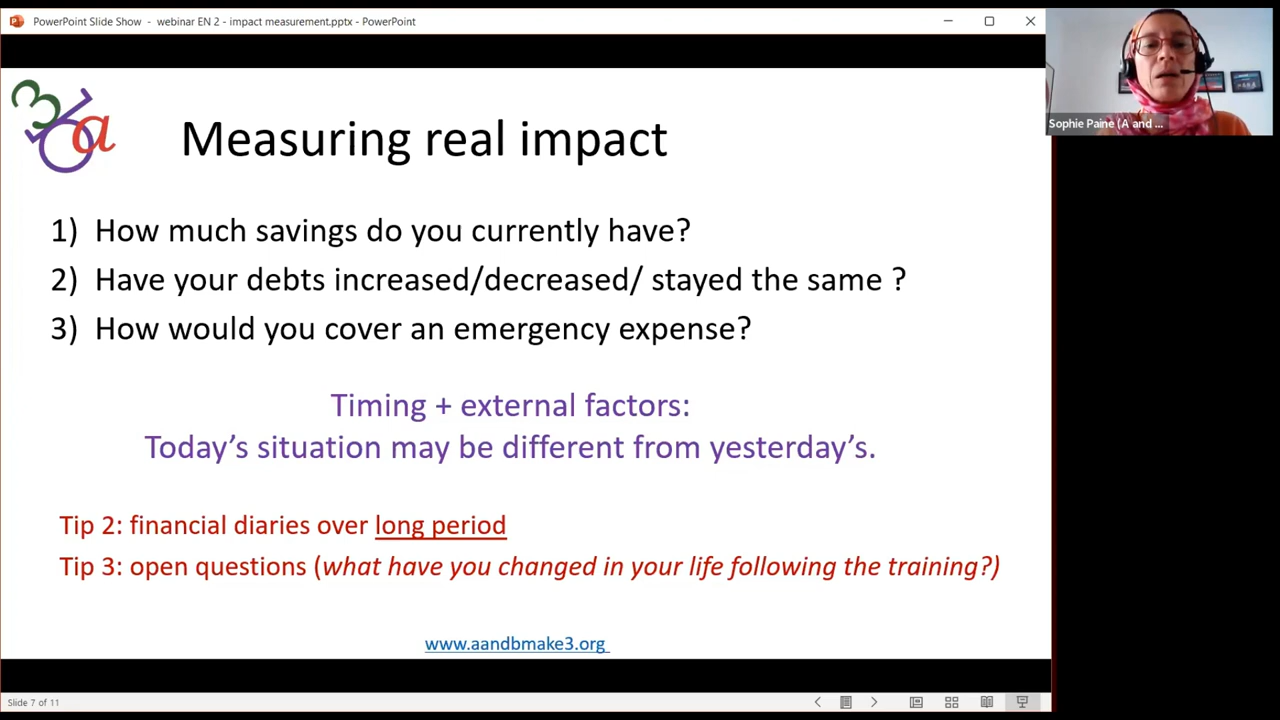 PowerPoint Slide Show - webinar EN 2 - impact measurement.pptx - PowerPoint
Sophie Paine (A and ...
36a
Measuring real impact
1) How much savings do you currently have?
2) Have your debts increased/decreased/ stayed the same ?
3) How would you cover an emergency expense?
Timing + external factors:
Today's situation may be different from yesterday's.
Tip 2: financial diaries over long period
Tip 3: open questions (what have you changed in your life following the training?)
www.aandbmake3.org
Slide 7 of 11